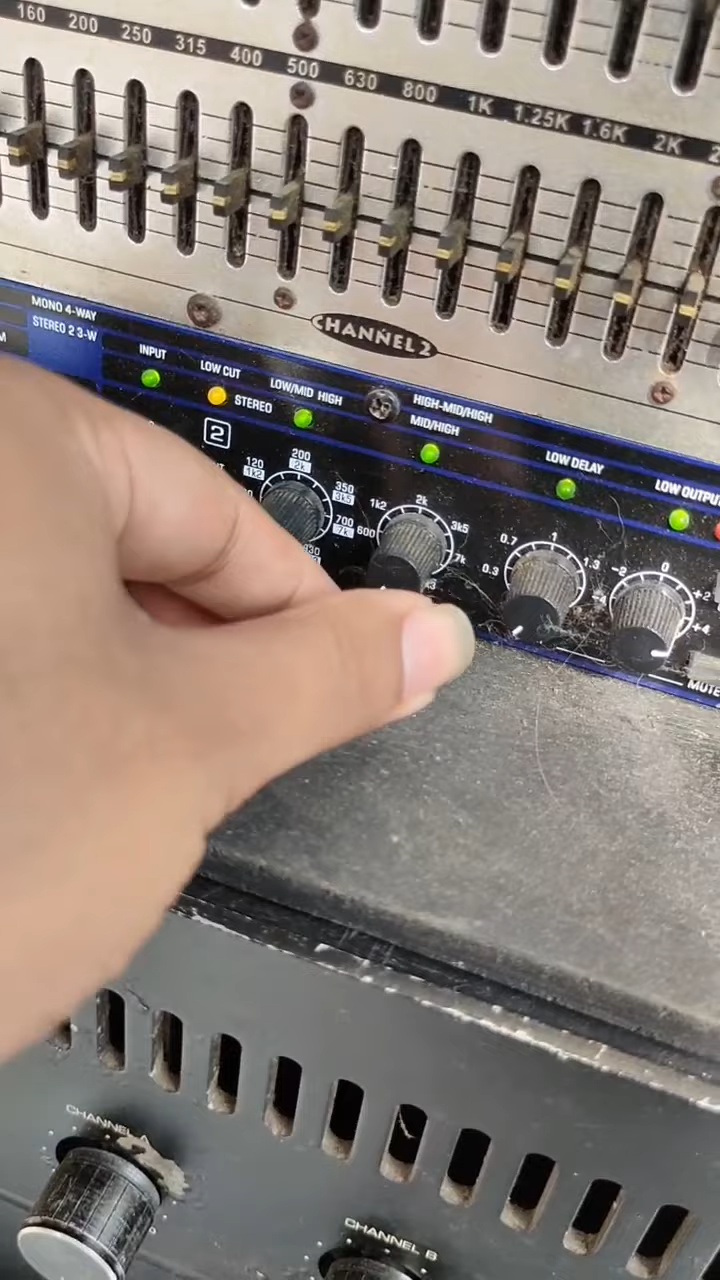 160 200 250 315 400 500 630 800 1K 1.25K 1.6K 2K
CHANNEL 2
MONO 4-WAY
STEREO 2 3-W
INPUT
LOW CUT
STEREO
LOW/MID HIGH
HIGH-MID/HIGH
MID/HIGH
LOW DELAY
LOW OUTPU
2
120 1k2 200 2k 350 3k5 700 7k
600 1k2 2k 3k5 7k
0.3 0.7 1 1.3
-2 0 +2 +4
MUTE
CHANNEL A
CHANNEL B